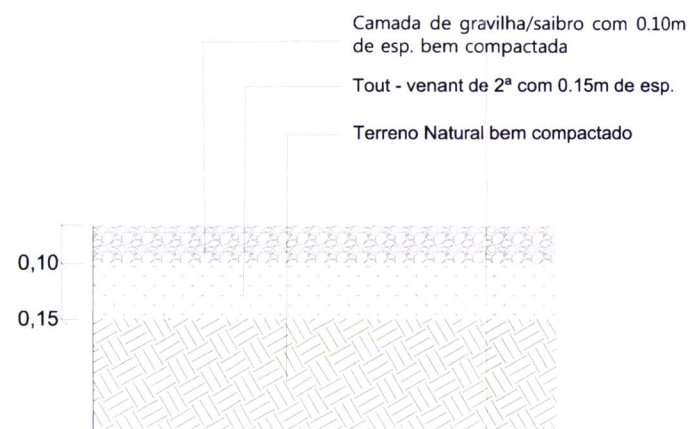 Camada de gravilha/saibro com 0.10m
de esp. bem compactada
Tout - venant de 2ª com 0.15m de esp.
Terreno Natural bem compactado
0,10
0,15